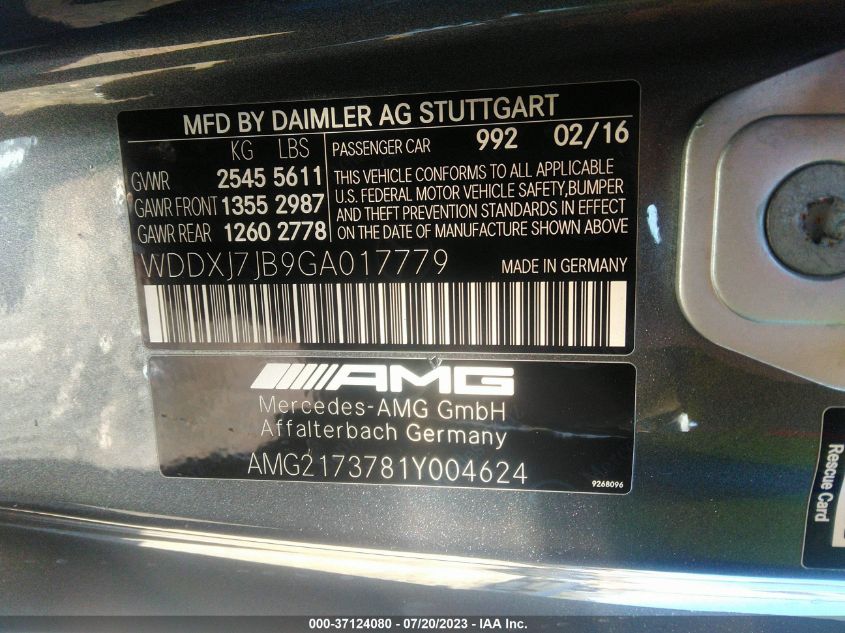 MFD BY DAIMLER AG STUTTGART
KG LBS
GVWR 2545 5611
GAWR FRONT 1355 2987
GAWR REAR 1260 2778
PASSENGER CAR 992 02/16
THIS VEHICLE CONFORMS TO ALL APPLICABLE
U.S. FEDERAL MOTOR VEHICLE SAFETY,BUMPER
AND THEFT PREVENTION STANDARDS IN EFFECT
ON THE DATE OF MANUFACTURE SHOWN ABOVE
WDDXJ7JB9GA017779 MADE IN GERMANY
AMG
Mercedes-AMG GmbH
Affalterbach Germany
AMG2173781Y004624
9268096
Rescue Card
000-37124080 - 07/20/2023 - IAA Inc.